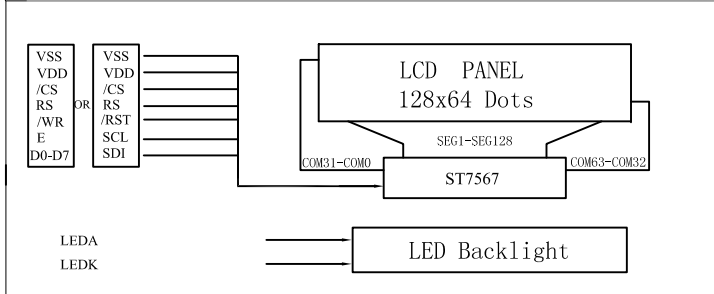 VSS
VDD
/CS
RS
/WR
E
D0-D7
OR
VSS
VDD
/CS
RS
/RST
SCL
SDI
LCD PANEL
128x64 Dots
SEG1-SEG128
COM31-COM0
COM63-COM32
ST7567
LEDA
LEDK
LED Backlight